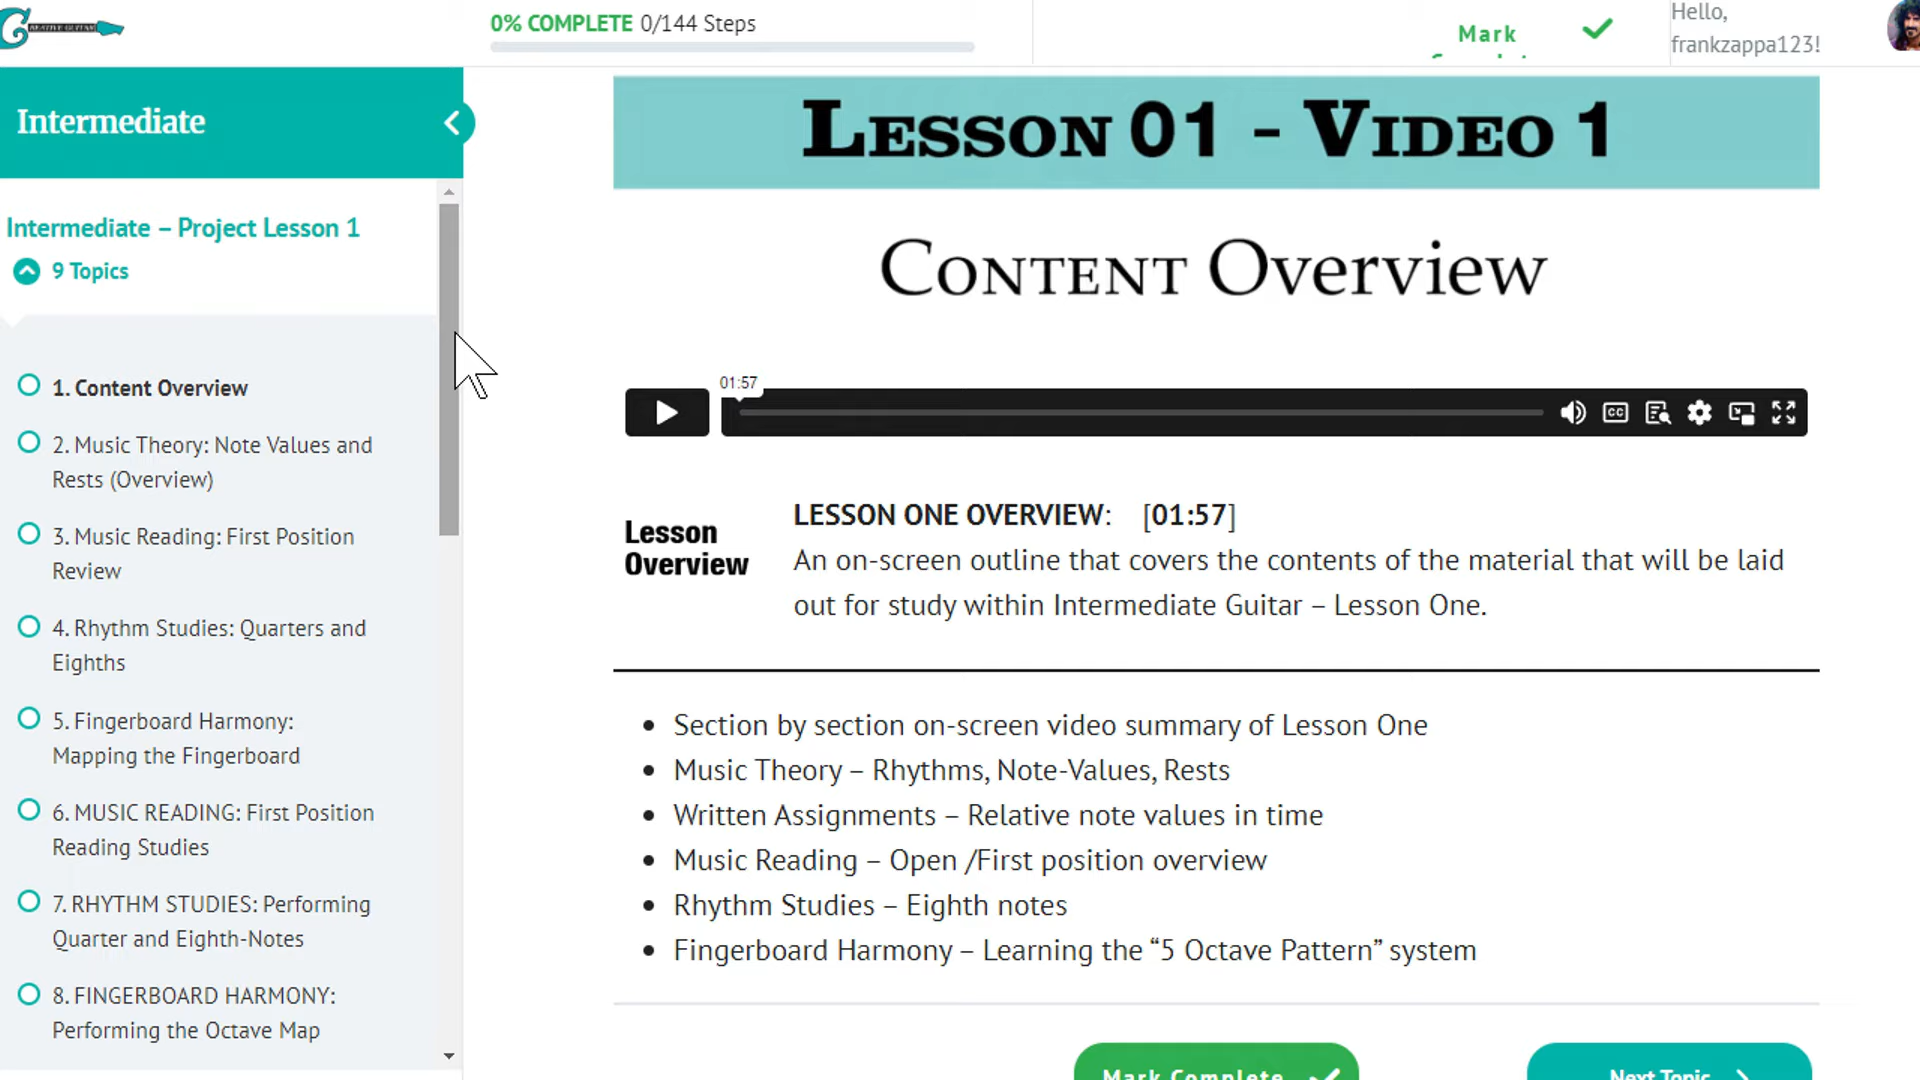 REATIVE GUITAR
0% COMPLETE 0/144 Steps
Mark
Hello,
frankzappa123!
Intermediate
Intermediate – Project Lesson 1
9 Topics
1. Content Overview
2. Music Theory: Note Values and
Rests (Overview)
3. Music Reading: First Position
Review
4. Rhythm Studies: Quarters and
Eighths
5. Fingerboard Harmony:
Mapping the Fingerboard
6. MUSIC READING: First Position
Reading Studies
7. RHYTHM STUDIES: Performing
Quarter and Eighth-Notes
8. FINGERBOARD HARMONY:
Performing the Octave Map
LESSON 01 - VIDEO 1
CONTENT Overview
01:57
CC
Lesson
Overview
LESSON ONE OVERVIEW: [01:57]
An on-screen outline that covers the contents of the material that will be laid
out for study within Intermediate Guitar – Lesson One.
• Section by section on-screen video summary of Lesson One
• Music Theory – Rhythms, Note-Values, Rests
• Written Assignments – Relative note values in time
• Music Reading – Open /First position overview
• Rhythm Studies – Eighth notes
• Fingerboard Harmony – Learning the “5 Octave Pattern” system
Mark Complete
Next Topic